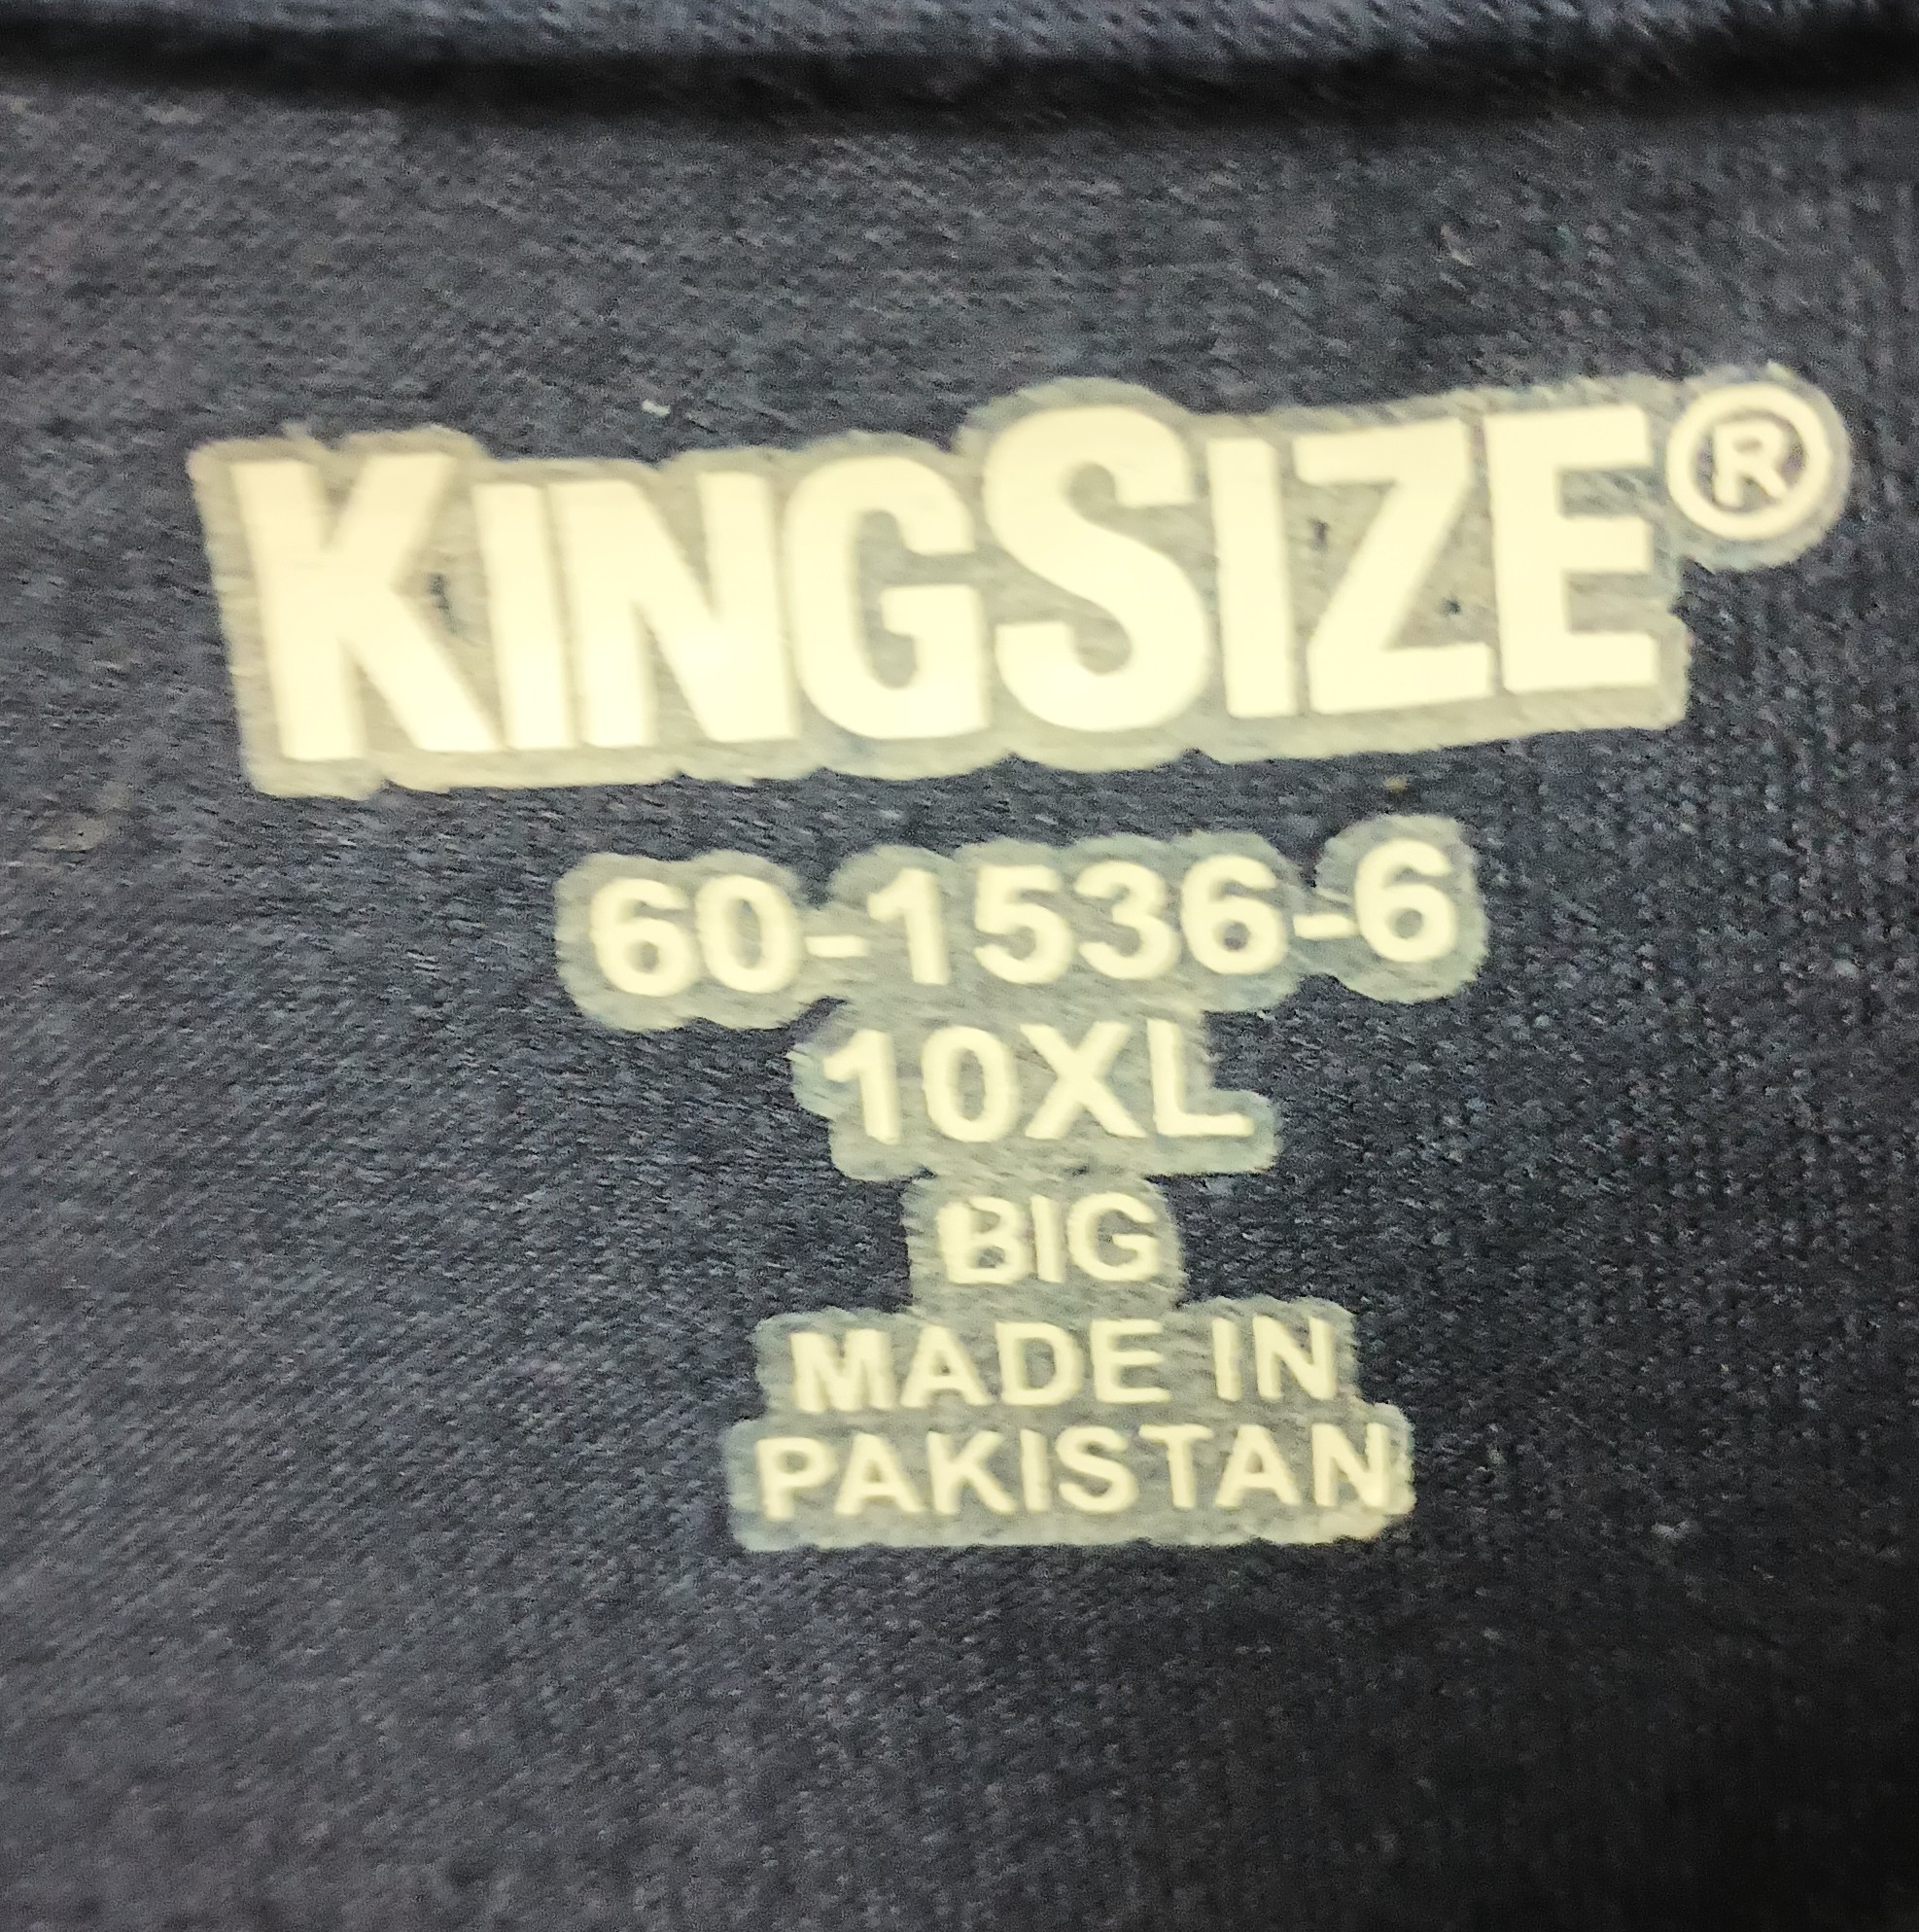 KINGSIZE®
60-1536-6
10XL
BIG
MADE IN
PAKISTAN